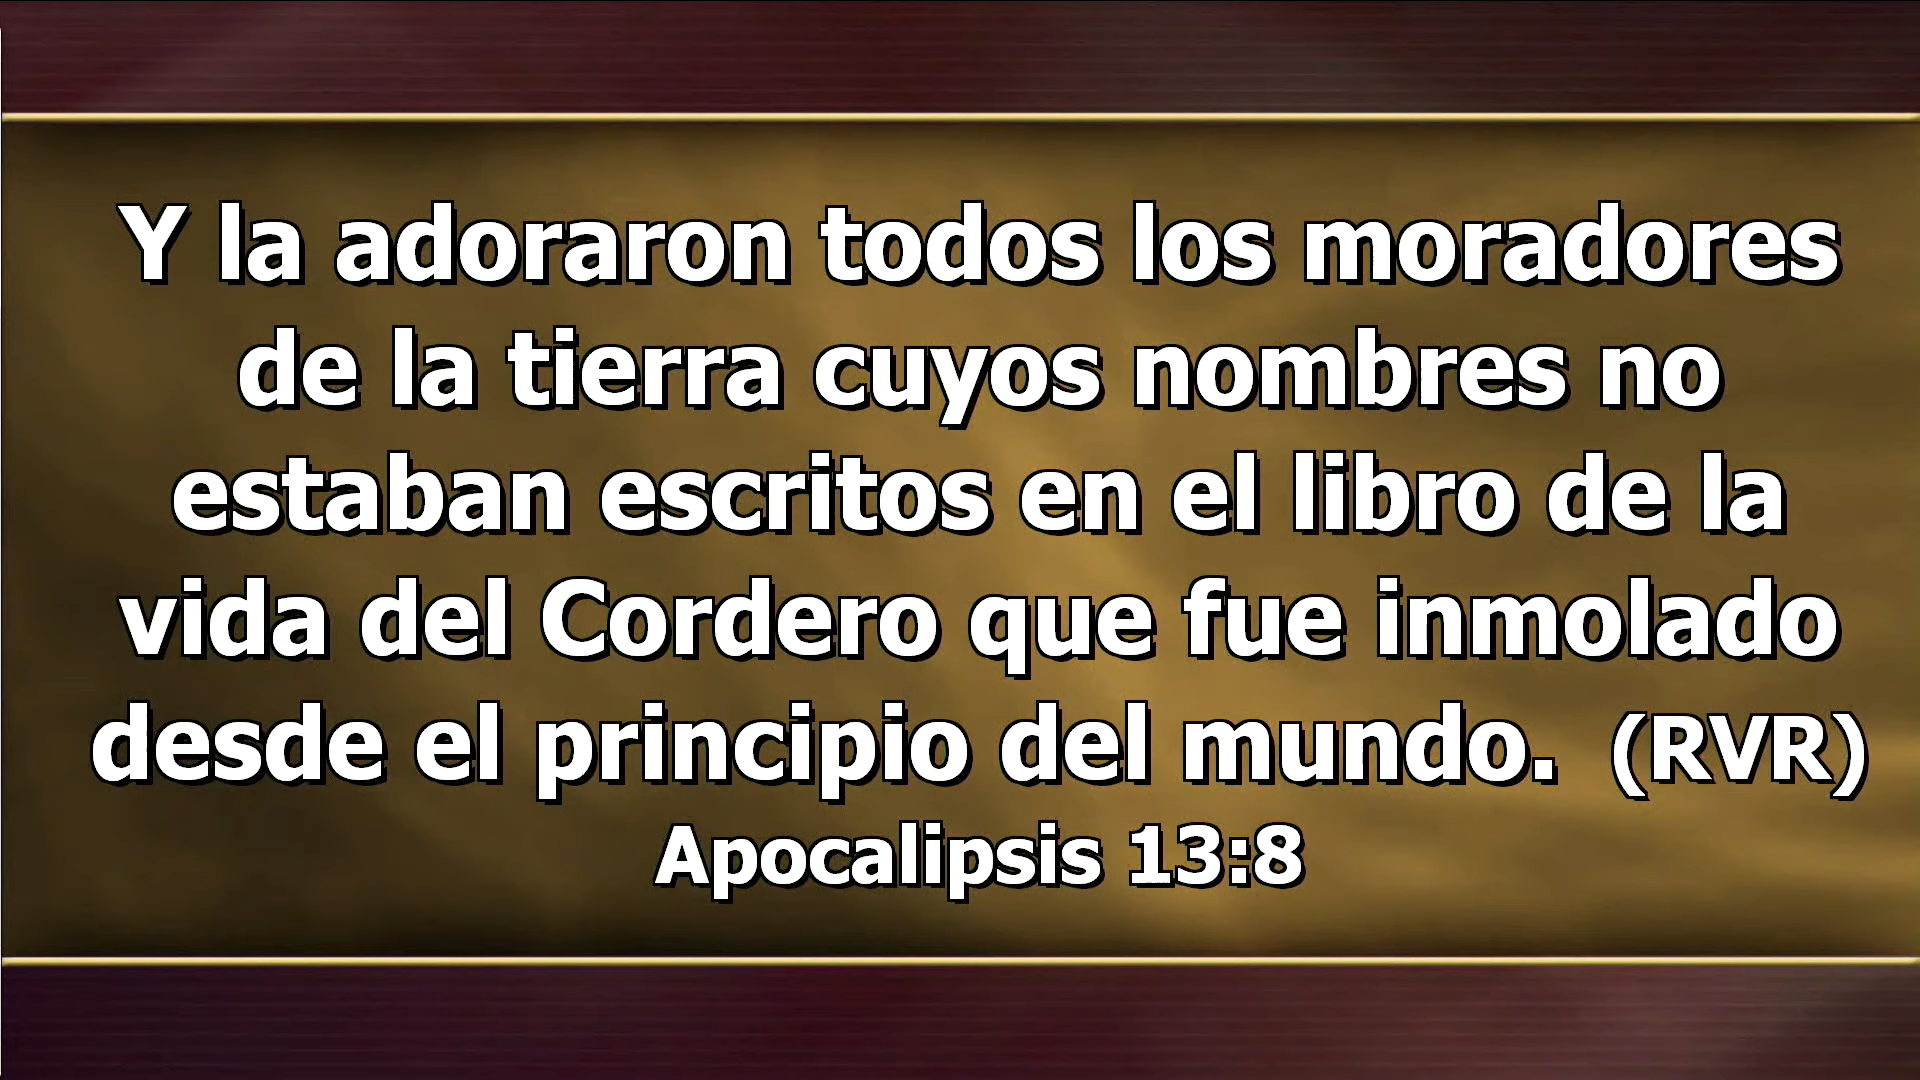 Y la adoraron todos los moradores
de la tierra cuyos nombres no
estaban escritos en el libro de la
vida del Cordero que fue inmolado
desde el principio del mundo. (RVR)
Apocalipsis 13:8